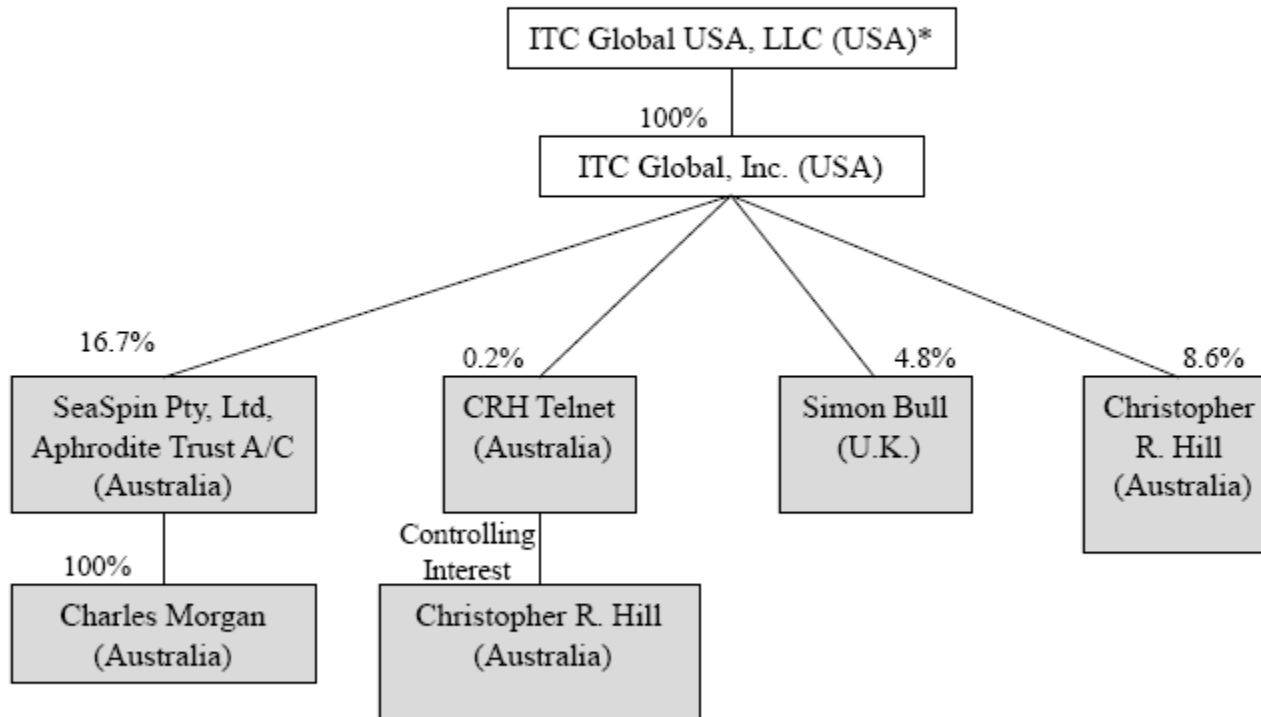 ITC Global USA, LLC (USA)*
100%
ITC Global, Inc. (USA)
16.7%
0.2%
4.8%
8.6%
SeaSpin Pty, Ltd,
Aphrodite Trust A/C
(Australia)
CRH Telnet
(Australia)
Simon Bull
(U.K.)
Christopher
R. Hill
(Australia)
100%
Controlling
Interest
Charles Morgan
(Australia)
Christopher R. Hill
(Australia)